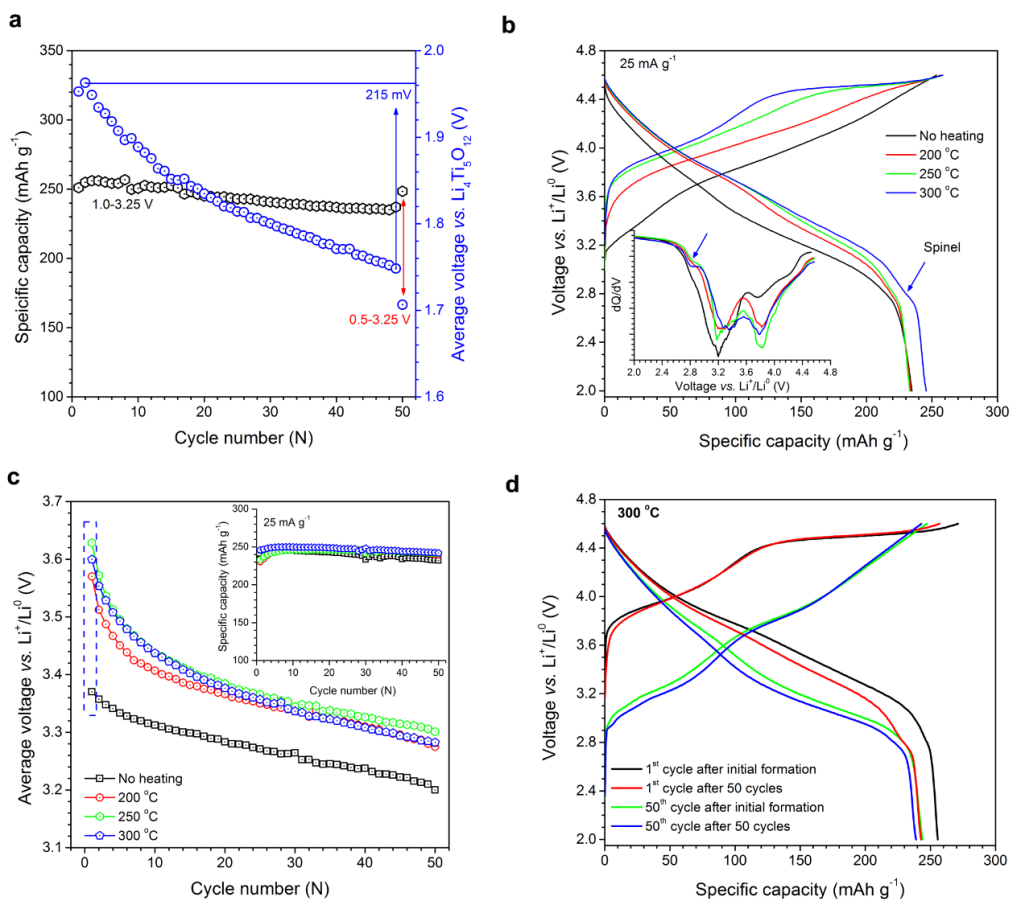 a
350
300
250
200
150
100
0
10
20
30
40
50
2.0
1.9
1.8
1.7
1.6
Speicific capacity (mAh g-1)
Average voltage vs. Li4Ti5O12 (V)
Cycle number (N)
215 mV
1.0-3.25 V
0.5-3.25 V
b
4.8
4.4
4.0
3.6
3.2
2.8
2.4
2.0
0
50
100
150
200
250
300
Voltage vs. Li+/Li0 (V)
Specific capacity (mAh g-1)
25 mA g-1
No heating
200 oC
250 oC
300 oC
Spinel
dQ/dV
2.0
2.4
2.8
3.2
3.6
4.0
4.4
4.8
Voltage vs. Li+/Li0 (V)
c
3.7
3.6
3.5
3.4
3.3
3.2
3.1
0
10
20
30
40
50
Average voltage vs. Li+/Li0 (V)
Cycle number (N)
No heating
200 oC
250 oC
300 oC
300
250
200
150
100
0
10
20
30
40
50
25 mA g-1
Specific capacity (mAh g-1)
Cycle number (N)
d
4.8
4.4
4.0
3.6
3.2
2.8
2.4
2.0
0
50
100
150
200
250
300
Voltage vs. Li+/Li0 (V)
Specific capacity (mAh g-1)
300 oC
1st cycle after initial formation
1st cycle after 50 cycles
50th cycle after initial formation
50th cycle after 50 cycles